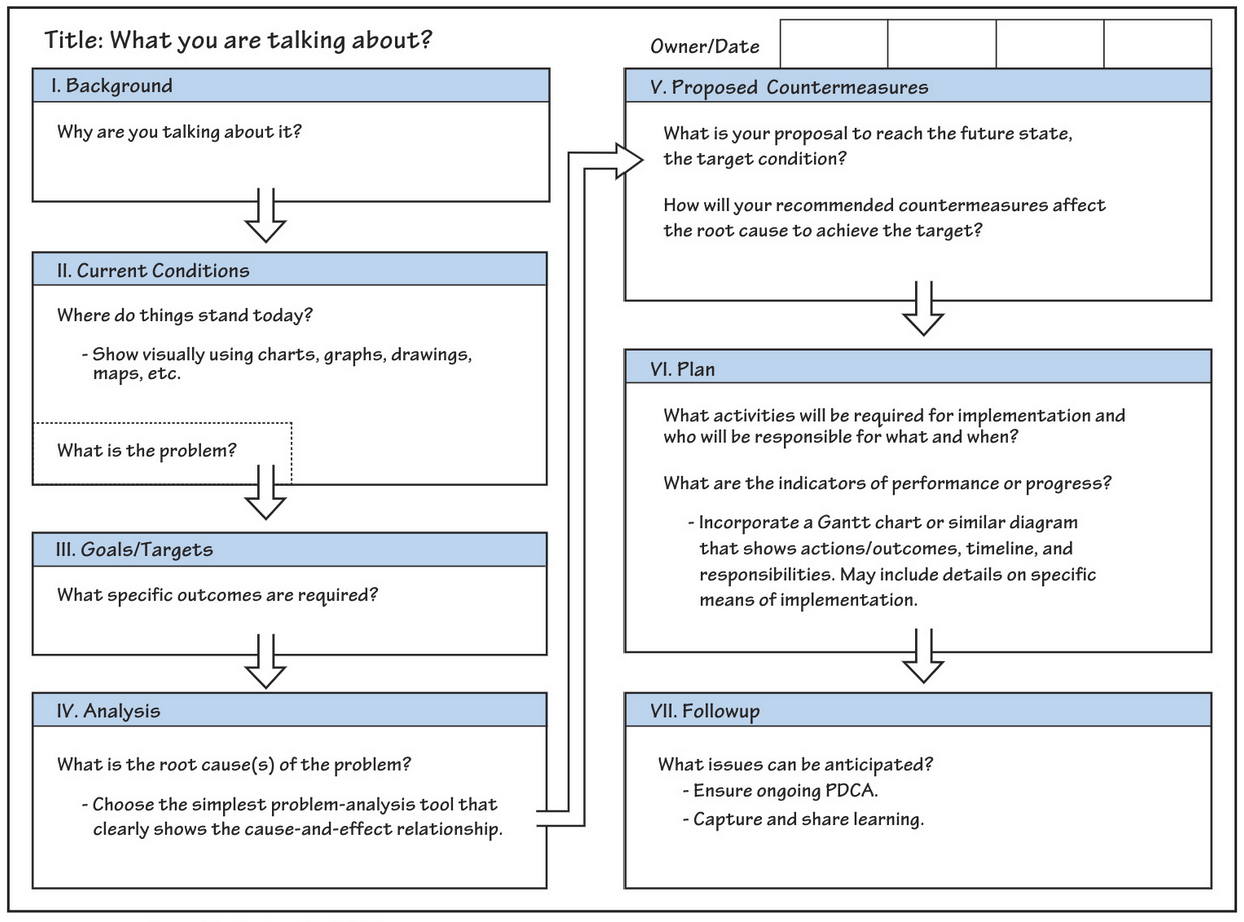 Title: What you are talking about?
Owner/Date
I. Background
Why are you talking about it?
II. Current Conditions
Where do things stand today?
- Show visually using charts, graphs, drawings,
maps, etc.
What is the problem?
III. Goals/Targets
What specific outcomes are required?
IV. Analysis
What is the root cause(s) of the problem?
- Choose the simplest problem-analysis tool that
clearly shows the cause-and-effect relationship.
V. Proposed Countermeasures
What is your proposal to reach the future state,
the target condition?
How will your recommended countermeasures affect
the root cause to achieve the target?
VI. Plan
What activities will be required for implementation and
who will be responsible for what and when?
What are the indicators of performance or progress?
- Incorporate a Gantt chart or similar diagram
that shows actions/outcomes, timeline, and
responsibilities. May include details on specific
means of implementation.
VII. Followup
What issues can be anticipated?
- Ensure ongoing PDCA.
- Capture and share learning.